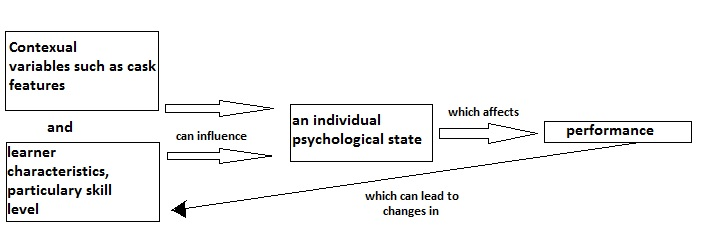 Contexual
variables such as cask
features
and
learner
characteristics,
particulary skill
level
can influence
an individual
psychological state
which affects
performance
which can lead to
changes in